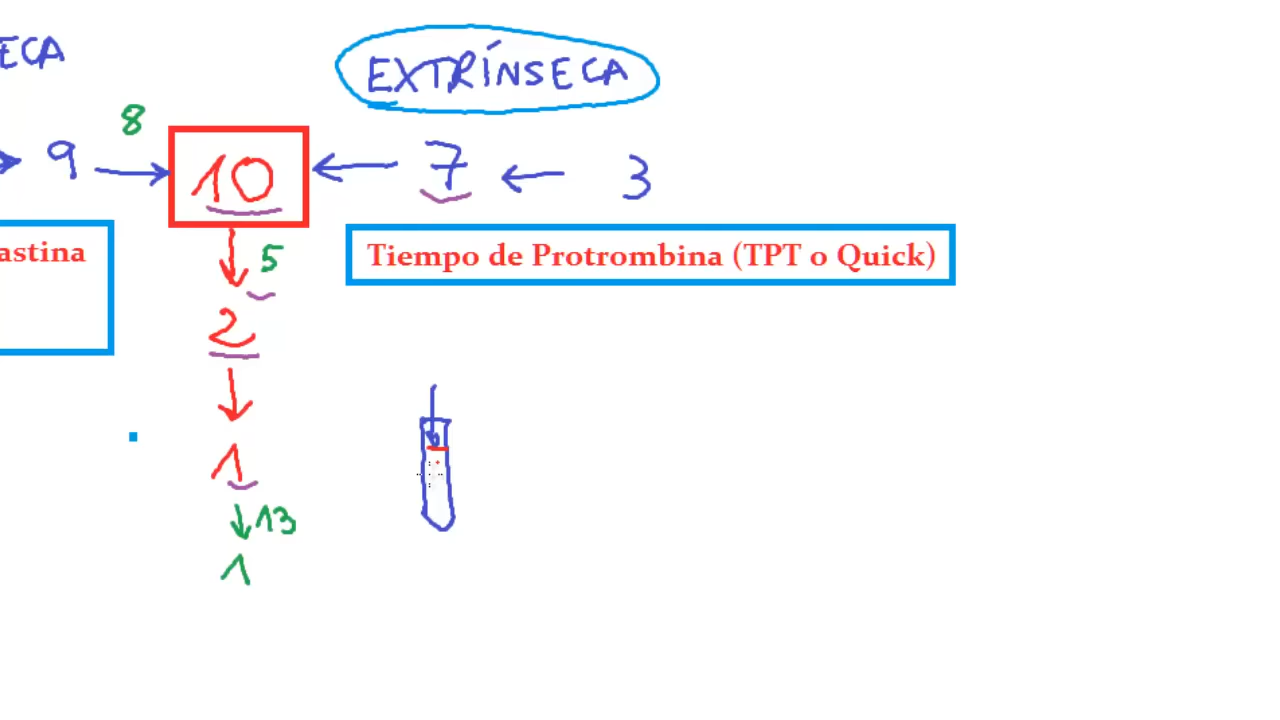 ECA
EXTRÍNSECA
8
9 10 7 3
astina
5
Tiempo de Protrombina (TPT o Quick)
2
1
13
1